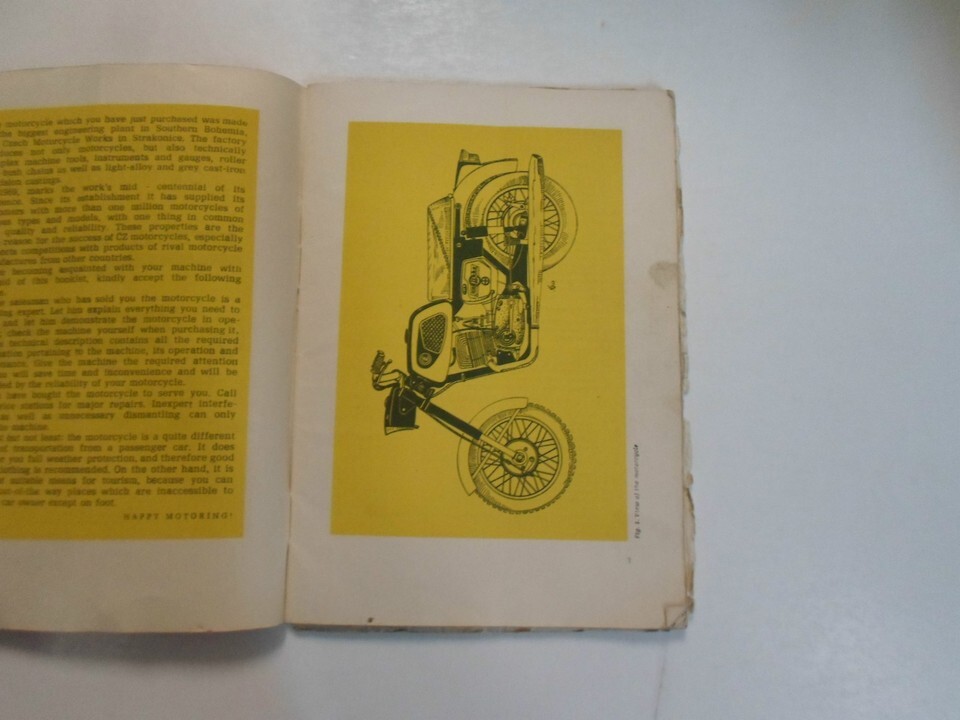 motorcycle which you have just purchased was made
the biggest engineering plant in Southern Bohemia,
Czech Motorcycle Works in Strakonice. The factory
not only motorcycles, but also technically
machine tools, instruments and gauges, roller
chains as well as light-alloy and grey cast-iron
castings.
marks the work's mid - centennial of its
Since its establishment it has supplied its
with more than one million motorcycles of
types and models, with one thing in common
quality and reliability. These properties are the
reason for the success of CZ motorcycles, especially
competitions with products of rival motorcycle
from other countries.
becoming acquainted with your machine with
of this booklet, kindly accept the following
who has sold you the motorcycle is a
expert. Let him explain everything you need to
and let him demonstrate the motorcycle in ope-
check the machine yourself when purchasing it.
technical description contains all the required
pertaining to the machine, its operation and
Give the machine the required attention
will save time and inconvenience and will be
by the reliability of your motorcycle.
have bought the motorcycle to serve you. Call
stations for major repairs. Inexpert interfe-
as well as unnecessary dismantling can only
machine.
but not least: the motorcycle is a quite different
transportation from a passenger car. It does
you full weather protection, and therefore good
clothing is recommended. On the other hand, it is
suitable means for tourism, because you can
way places which are inaccessible to
car owner except on foot.
HAPPY MOTORING!
Fig. 1. View of the motorcycle